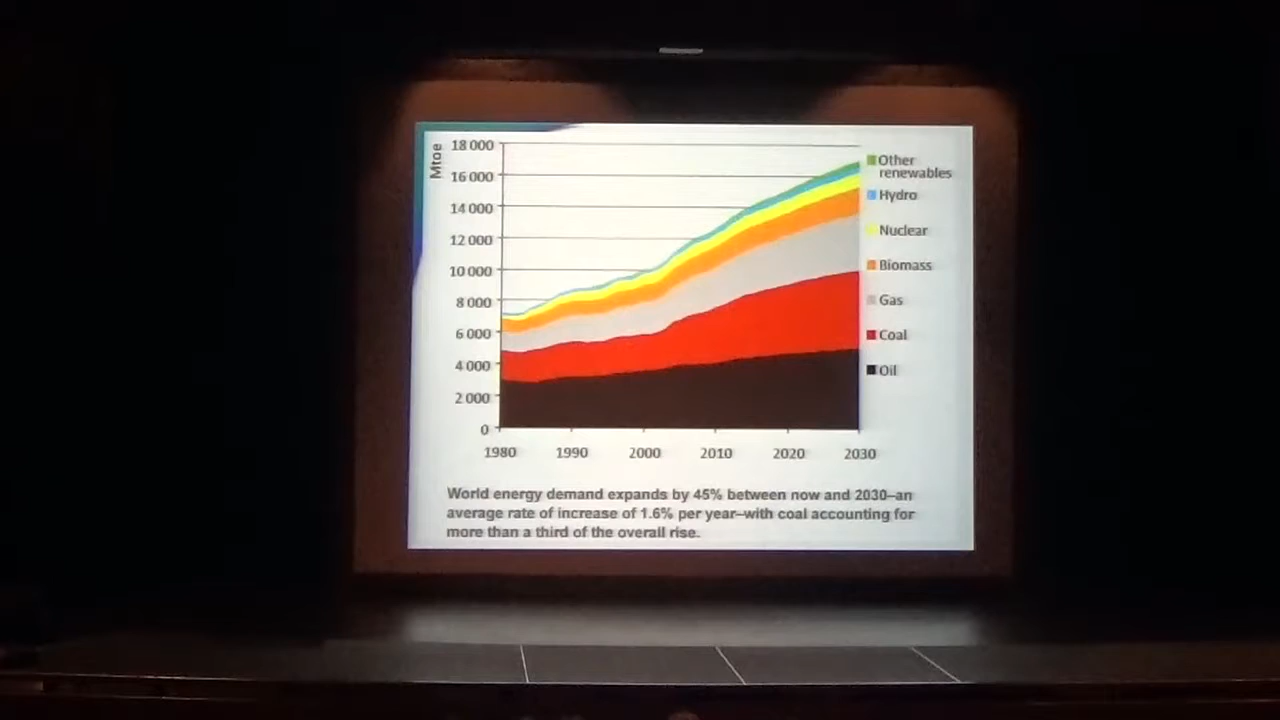 Mtoe
18 000
16 000
14 000
12 000
10 000
8 000
6 000
4 000
2 000
0
1980 1990 2000 2010 2020 2030
Other
renewables
Hydro
Nuclear
Biomass
Gas
Coal
Oil
World energy demand expands by 45% between now and 2030–an
average rate of increase of 1.6% per year–with coal accounting for
more than a third of the overall rise.